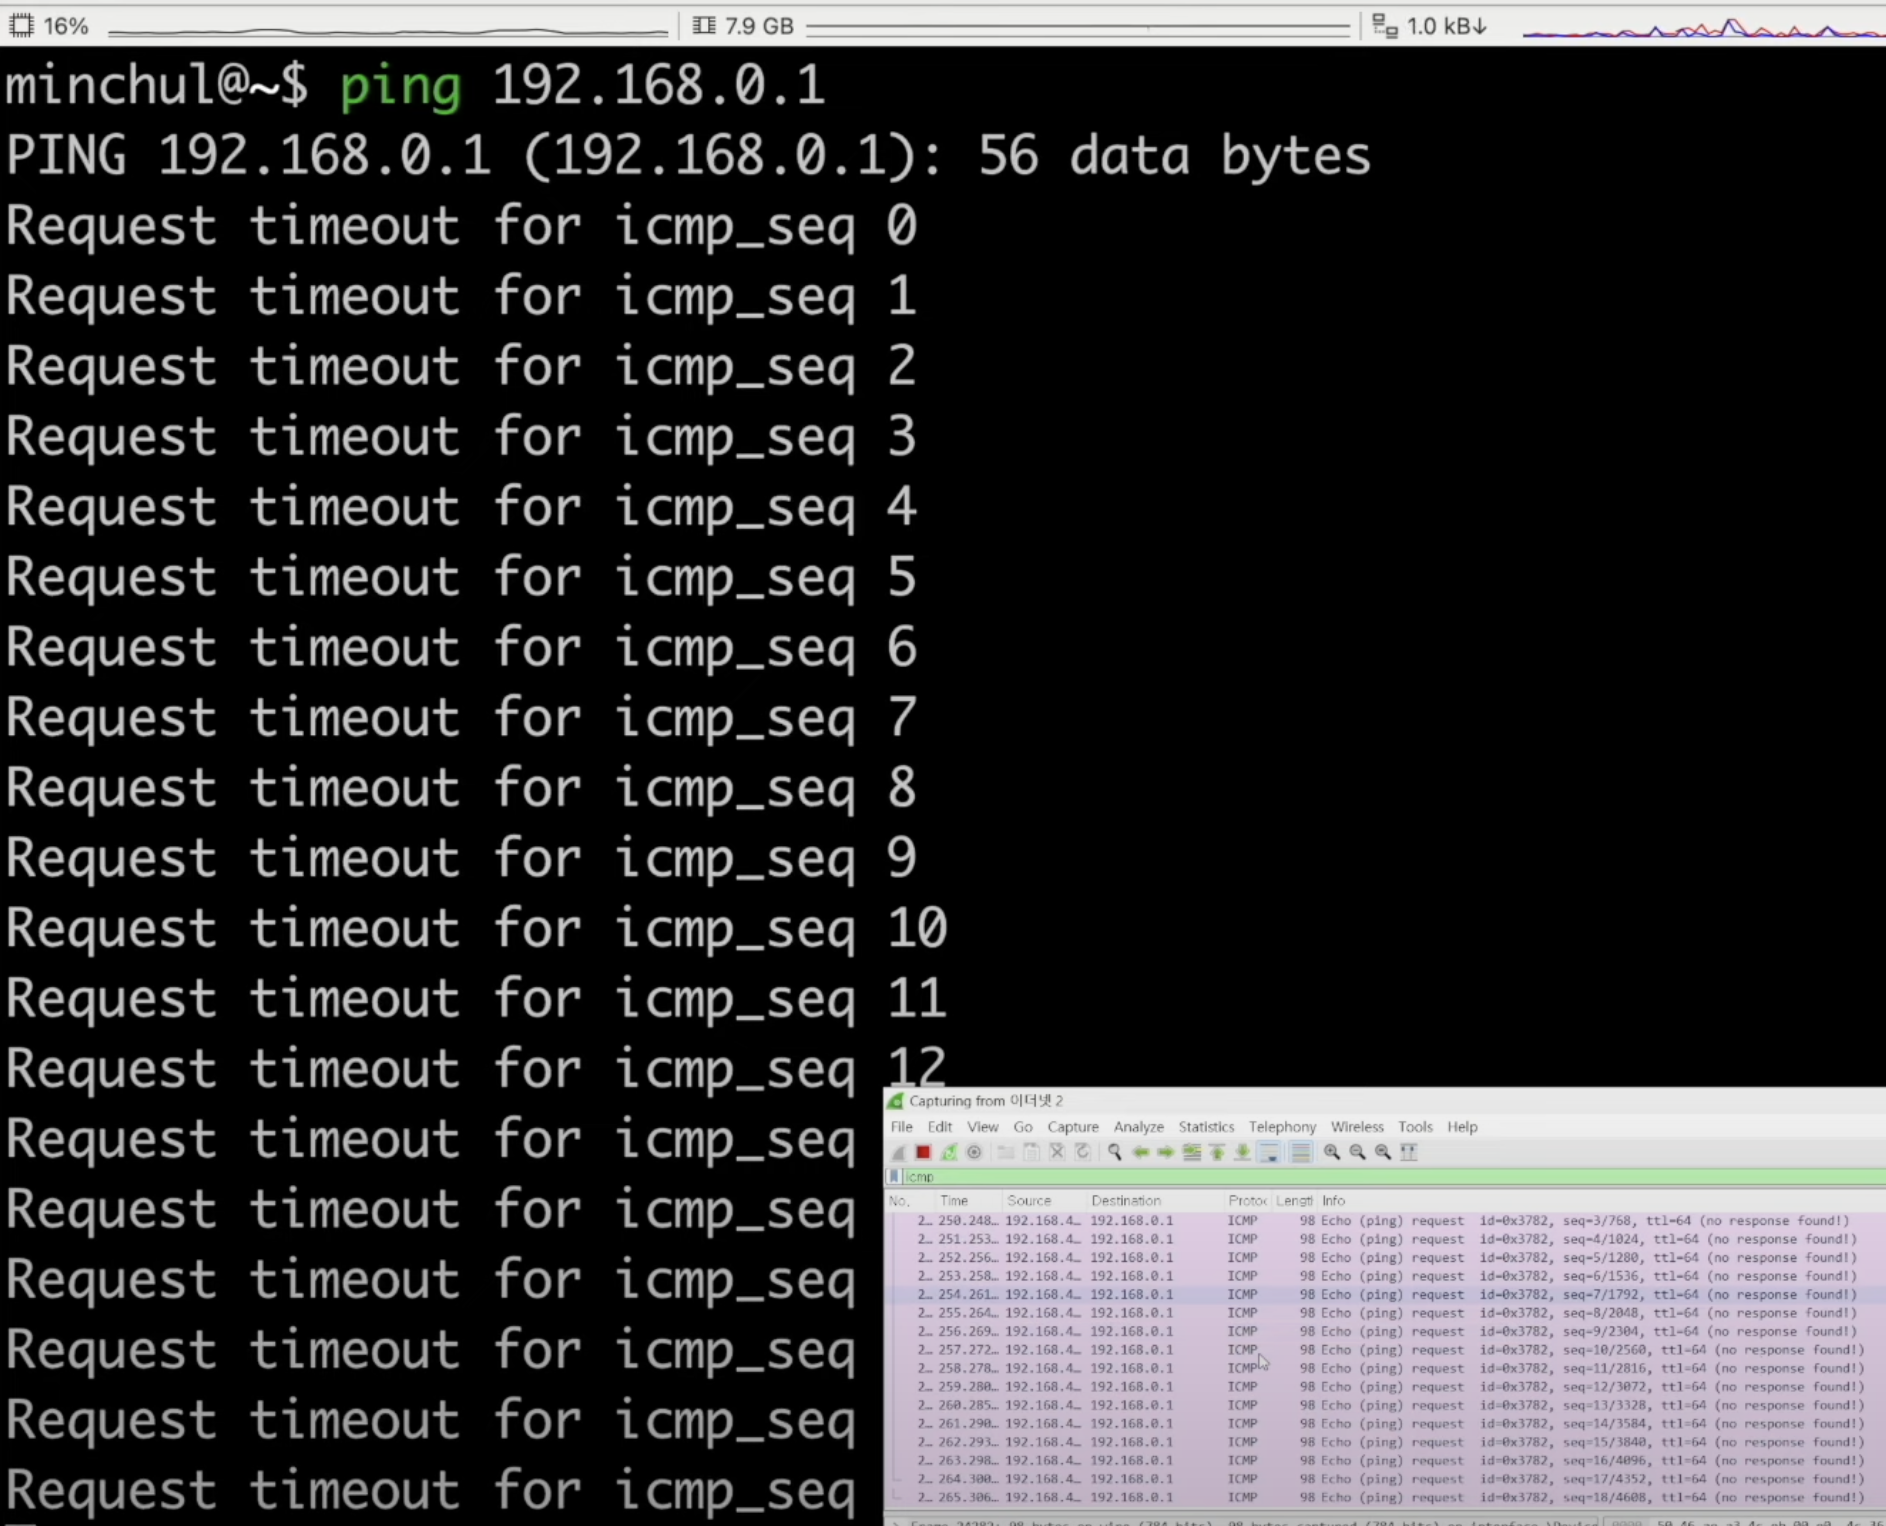 16% 7.9 GB 1.0 kB↓
minchul@~$ ping 192.168.0.1
PING 192.168.0.1 (192.168.0.1): 56 data bytes
Request timeout for icmp_seq 0
Request timeout for icmp_seq 1
Request timeout for icmp_seq 2
Request timeout for icmp_seq 3
Request timeout for icmp_seq 4
Request timeout for icmp_seq 5
Request timeout for icmp_seq 6
Request timeout for icmp_seq 7
Request timeout for icmp_seq 8
Request timeout for icmp_seq 9
Request timeout for icmp_seq 10
Request timeout for icmp_seq 11
Request timeout for icmp_seq 12
Request timeout for icmp_seq
Request timeout for icmp_seq
Request timeout for icmp_seq
Request timeout for icmp_seq
Request timeout for icmp_seq
Request timeout for icmp_seq
Capturing from 이더넷 2
File Edit View Go Capture Analyze Statistics Telephony Wireless Tools Help
icmp
No. Time Source Destination Protoc Lengtl Info
2… 250.248… 192.168.4… 192.168.0.1 ICMP 98 Echo (ping) request id=0x3782, seq=3/768, ttl=64 (no response found!)
2… 251.253… 192.168.4… 192.168.0.1 ICMP 98 Echo (ping) request id=0x3782, seq=4/1024, ttl=64 (no response found!)
2… 252.256… 192.168.4… 192.168.0.1 ICMP 98 Echo (ping) request id=0x3782, seq=5/1280, ttl=64 (no response found!)
2… 253.258… 192.168.4… 192.168.0.1 ICMP 98 Echo (ping) request id=0x3782, seq=6/1536, ttl=64 (no response found!)
2… 254.261… 192.168.4… 192.168.0.1 ICMP 98 Echo (ping) request id=0x3782, seq=7/1792, ttl=64 (no response found!)
2… 255.264… 192.168.4… 192.168.0.1 ICMP 98 Echo (ping) request id=0x3782, seq=8/2048, ttl=64 (no response found!)
2… 256.269… 192.168.4… 192.168.0.1 ICMP 98 Echo (ping) request id=0x3782, seq=9/2304, ttl=64 (no response found!)
2… 257.272… 192.168.4… 192.168.0.1 ICMP 98 Echo (ping) request id=0x3782, seq=10/2560, ttl=64 (no response found!)
2… 258.278… 192.168.4… 192.168.0.1 ICMP 98 Echo (ping) request id=0x3782, seq=11/2816, ttl=64 (no response found!)
2… 259.280… 192.168.4… 192.168.0.1 ICMP 98 Echo (ping) request id=0x3782, seq=12/3072, ttl=64 (no response found!)
2… 260.285… 192.168.4… 192.168.0.1 ICMP 98 Echo (ping) request id=0x3782, seq=13/3328, ttl=64 (no response found!)
2… 261.290… 192.168.4… 192.168.0.1 ICMP 98 Echo (ping) request id=0x3782, seq=14/3584, ttl=64 (no response found!)
2… 262.293… 192.168.4… 192.168.0.1 ICMP 98 Echo (ping) request id=0x3782, seq=15/3840, ttl=64 (no response found!)
2… 263.298… 192.168.4… 192.168.0.1 ICMP 98 Echo (ping) request id=0x3782, seq=16/4096, ttl=64 (no response found!)
2… 264.300… 192.168.4… 192.168.0.1 ICMP 98 Echo (ping) request id=0x3782, seq=17/4352, ttl=64 (no response found!)
2… 265.306… 192.168.4… 192.168.0.1 ICMP 98 Echo (ping) request id=0x3782, seq=18/4608, ttl=64 (no response found!)